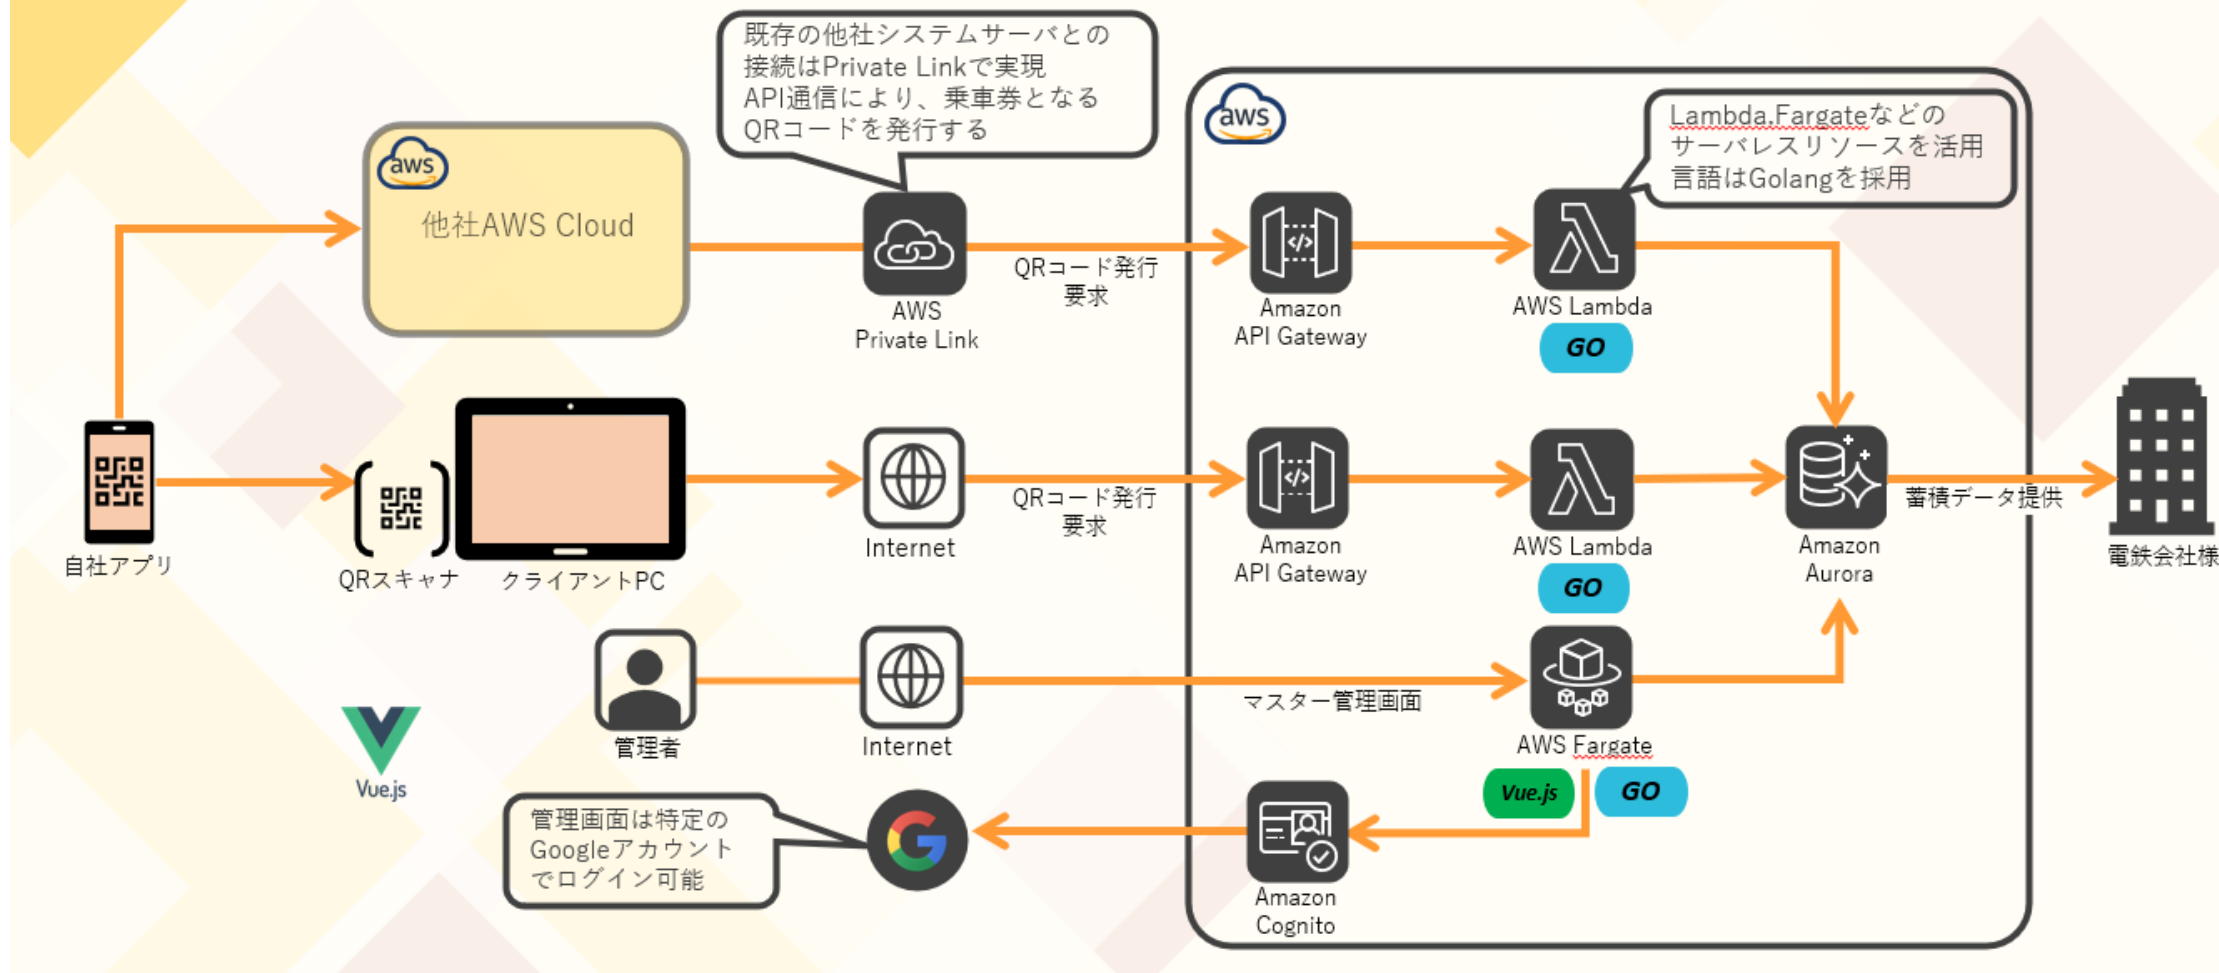 既存の他社システムサーバとの
接続はPrivate Linkで実現
API通信により、乗車券となる
QRコードを発行する
aws
他社AWS Cloud
aws
Lambda.Fargateなどの
サーバレスリソースを活用
言語はGolangを採用
QRコード発行
要求
AWS
Private Link
Amazon
API Gateway
AWS Lambda
GO
自社アプリ
QRスキャナ
クライアントPC
Internet
QRコード発行
要求
Amazon
API Gateway
AWS Lambda
GO
Amazon
Aurora
蓄積データ提供
電鉄会社様
管理者
Internet
マスター管理画面
AWS Fargate
Vue.js
GO
Vue.js
管理画面は特定の
Googleアカウント
でログイン可能
G
Amazon
Cognito